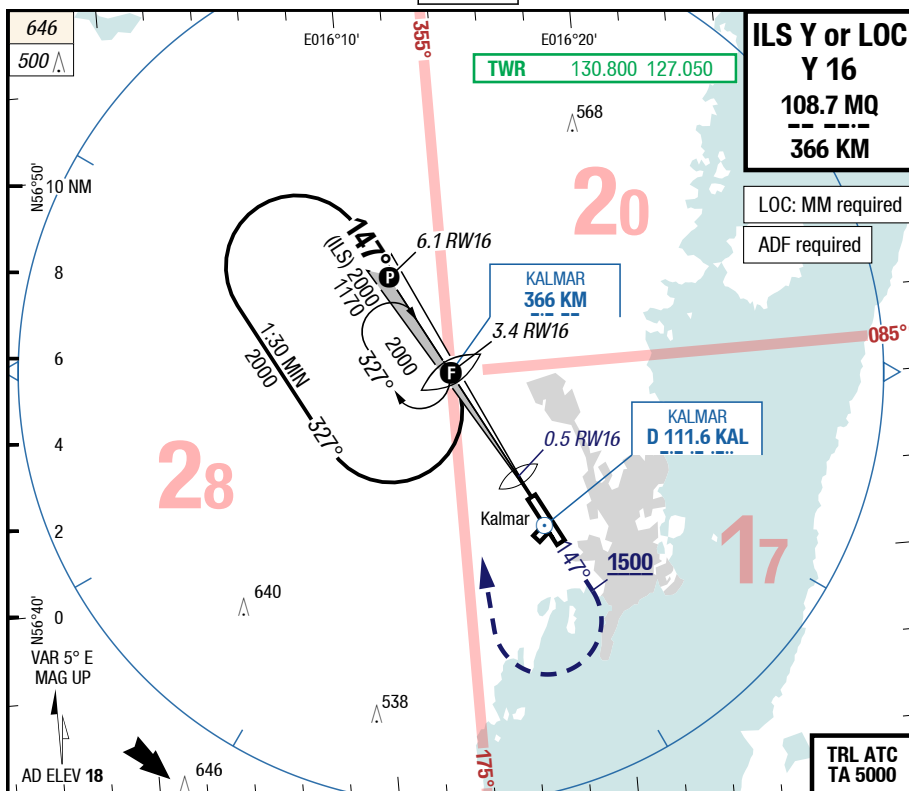 646
500
E016°10'
E016°20'
355°
TWR 130.800 127.050
ILS Y or LOC
Y 16
108.7 MQ
366 KM
LOC: MM required
ADF required
568
20
N56°50'
10 NM
147°
(ILS) 2000
1170
6.1 RW16
P
8
KALMAR
366 KM
3.4 RW16
085°
1:30 MIN
2000
2000
327°
327°
F
6
4
KALMAR
D 111.6 KAL
0.5 RW16
28
Kalmar
2
147°
1500
17
640
N56°40'
0
VAR 5° E
MAG UP
538
AD ELEV 18
646
175°
TRL ATC
TA 5000